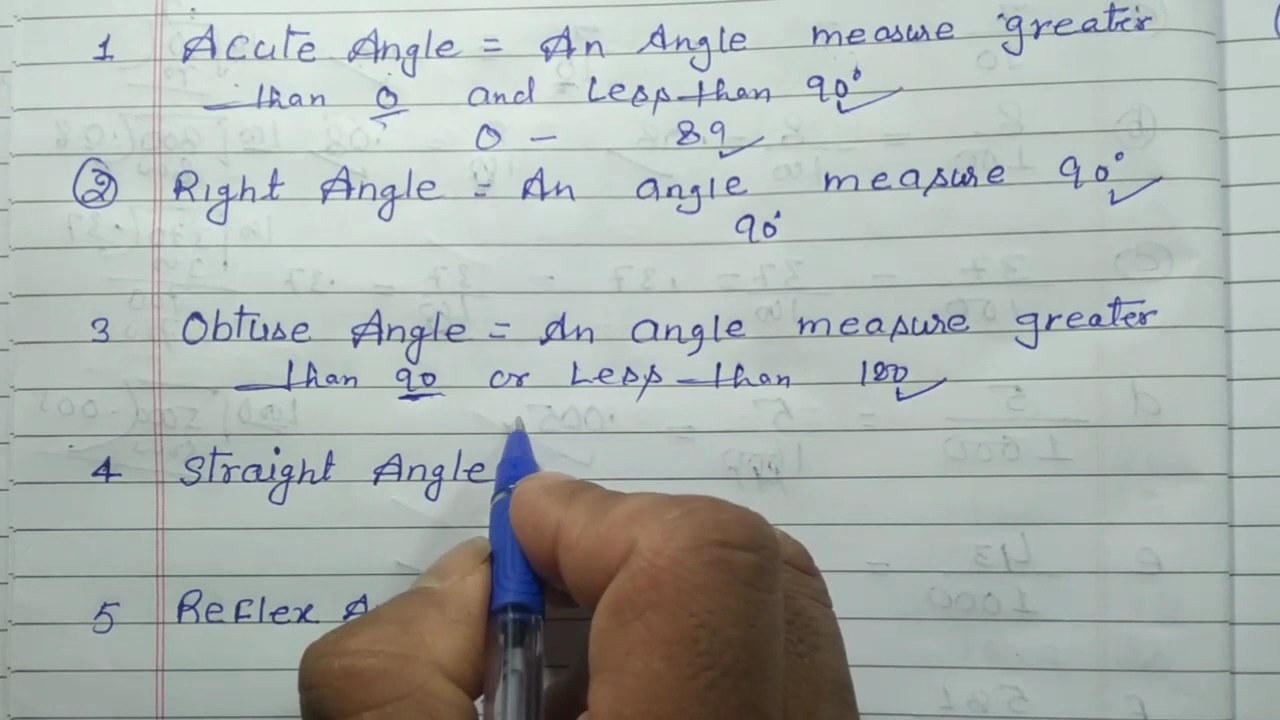 1 Acute Angle = An Angle measure greater
than 0 and Less than 90°
0 - 89
② Right Angle = An angle measure 90°
90°
3 Obtuse Angle = An angle measure greater
than 90 or Less than 180
4 Straight Angle
5 Reflex A